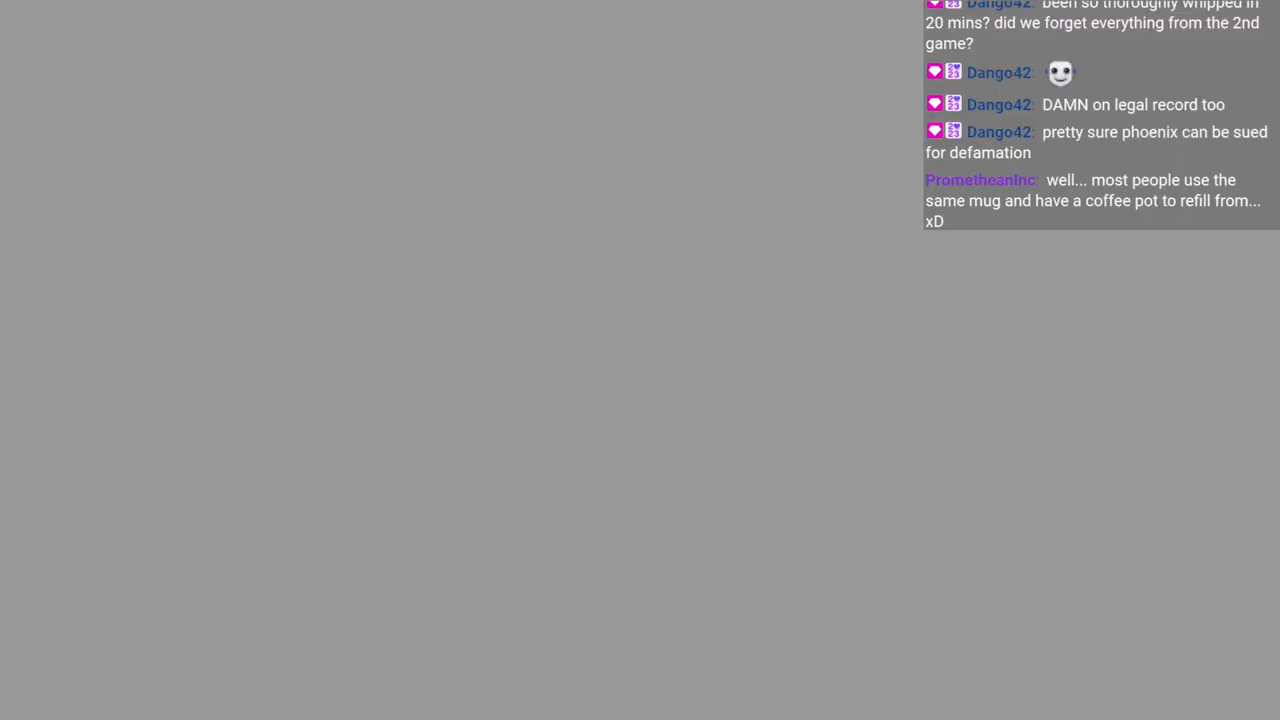 Dango42: been so thoroughly whipped in
20 mins? did we forget everything from the 2nd
game?
Dango42:
Dango42: DAMN on legal record too
Dango42: pretty sure phoenix can be sued
for defamation
PrometheanInc: well... most people use the
same mug and have a coffee pot to refill from...
xD